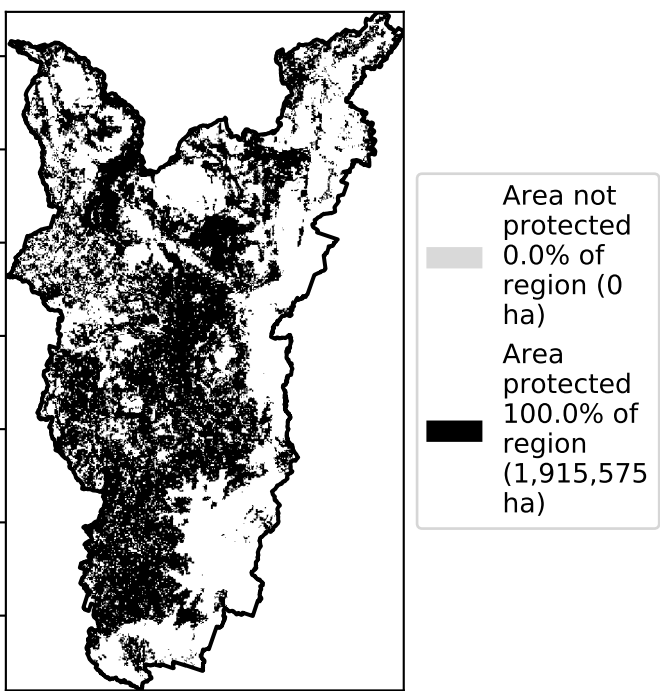 Area not
protected
0.0% of
region (0
ha)
Area
protected
100.0% of
region
(1,915,575
ha)